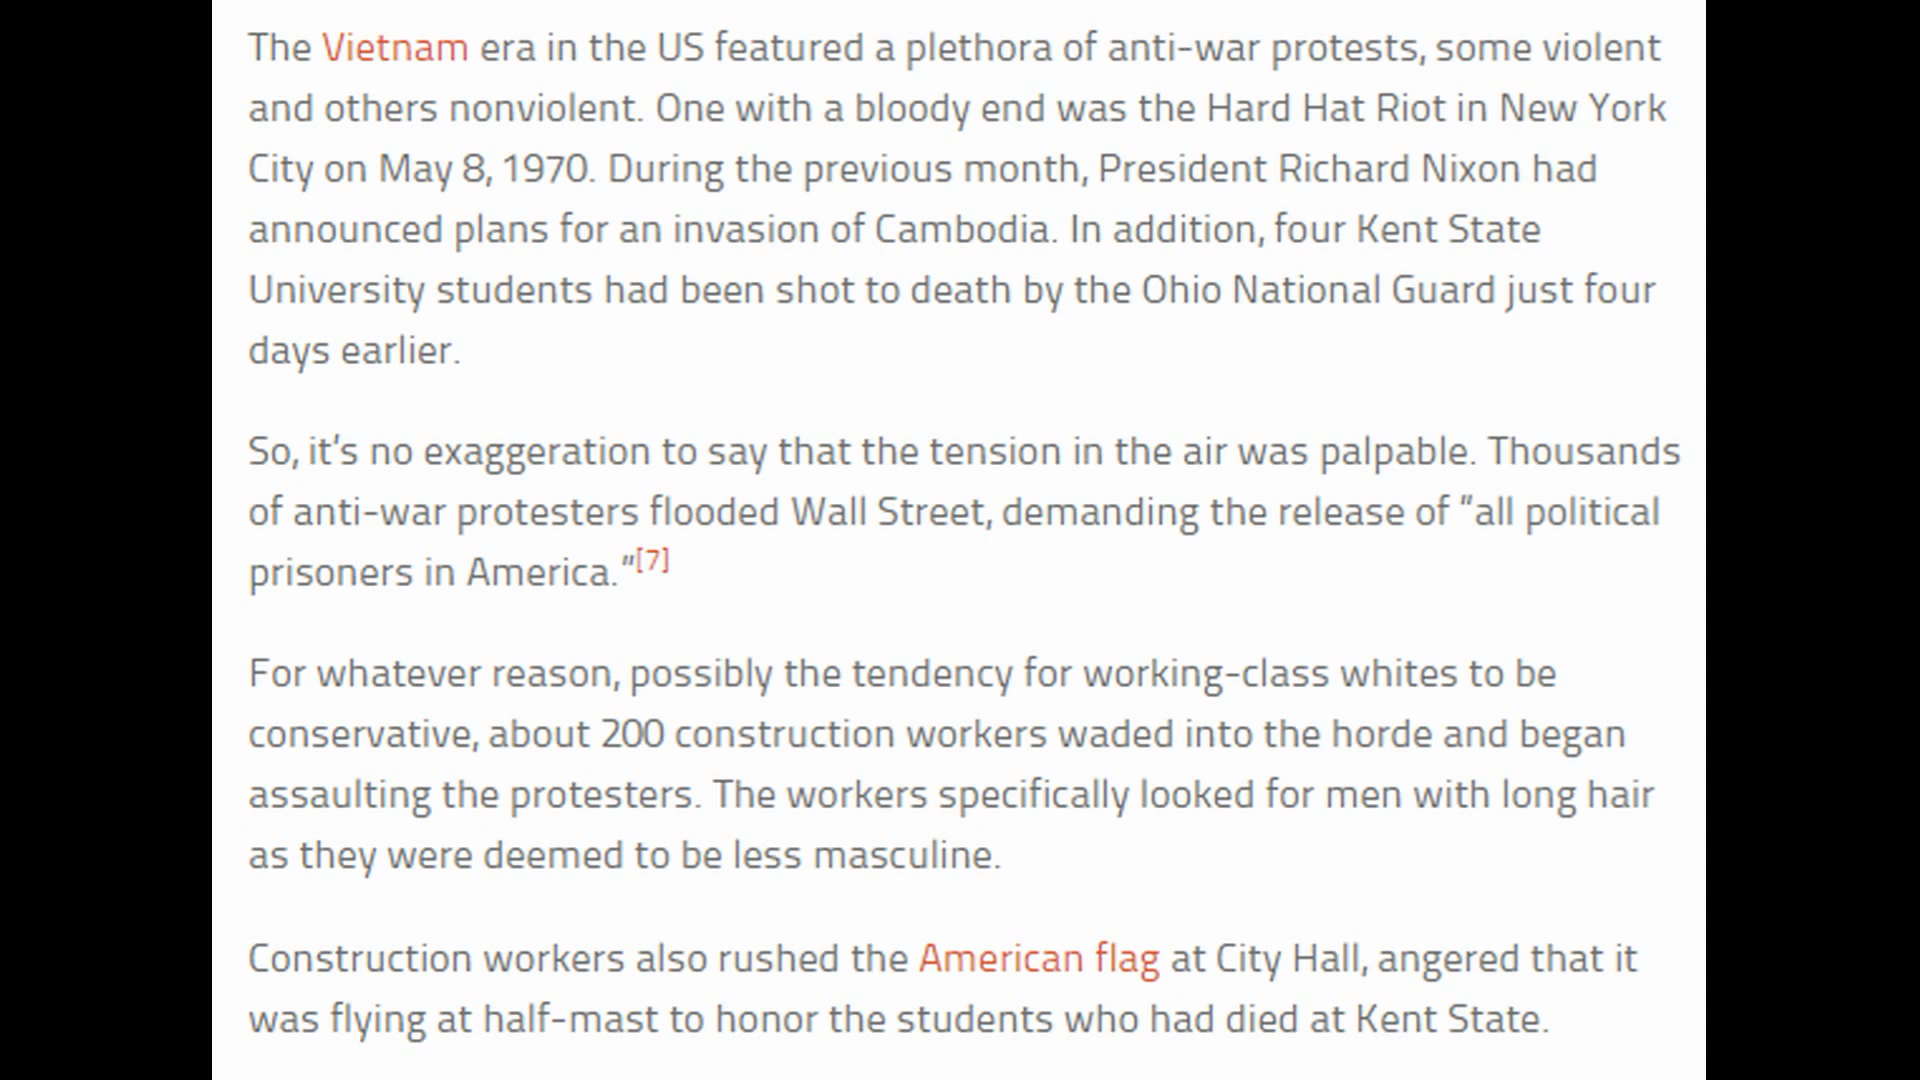 The Vietnam era in the US featured a plethora of anti-war protests, some violent
and others nonviolent. One with a bloody end was the Hard Hat Riot in New York
City on May 8, 1970. During the previous month, President Richard Nixon had
announced plans for an invasion of Cambodia. In addition, four Kent State
University students had been shot to death by the Ohio National Guard just four
days earlier.
So, it's no exaggeration to say that the tension in the air was palpable. Thousands
of anti-war protesters flooded Wall Street, demanding the release of "all political
prisoners in America."[7]
For whatever reason, possibly the tendency for working-class whites to be
conservative, about 200 construction workers waded into the horde and began
assaulting the protesters. The workers specifically looked for men with long hair
as they were deemed to be less masculine.
Construction workers also rushed the American flag at City Hall, angered that it
was flying at half-mast to honor the students who had died at Kent State.